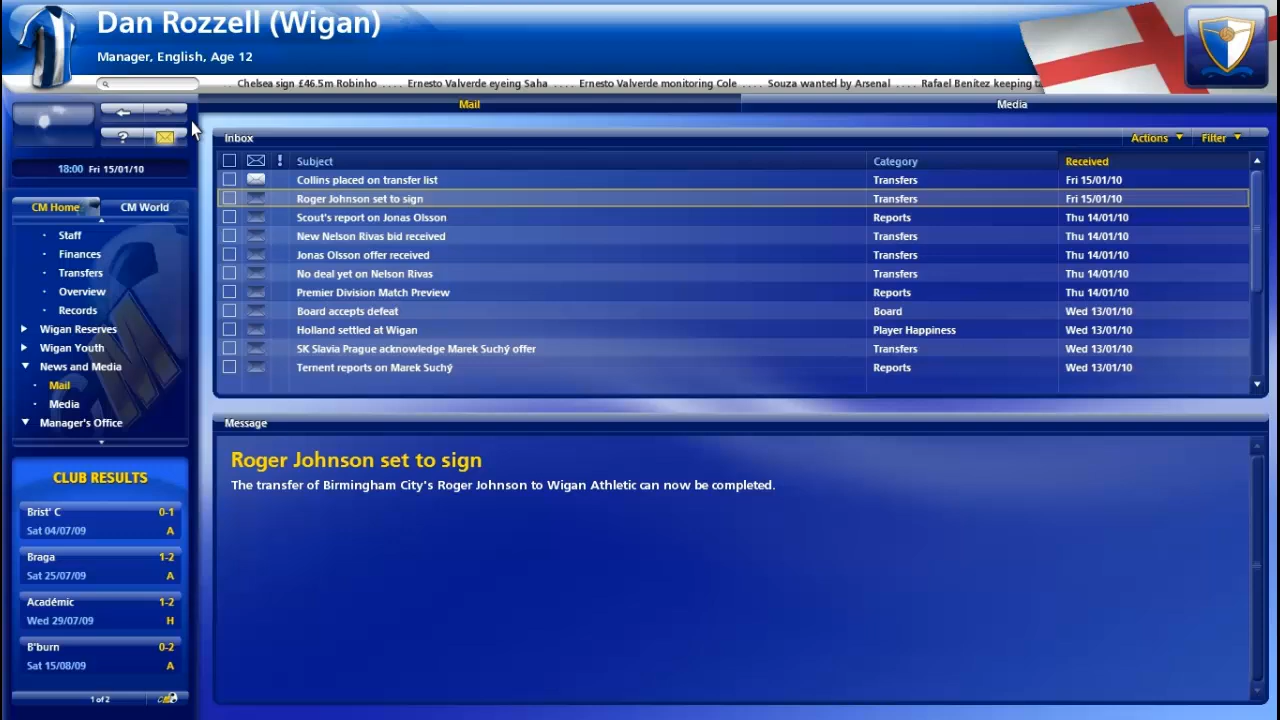 Dan Rozzell (Wigan)
Manager, English, Age 12
Chelsea sign £46.5m Robinho .... Ernesto Valverde eyeing Saha .... Ernesto Valverde monitoring Cole .... Souza wanted by Arsenal .... Rafael Benítez keeping
Mail Media
?
18:00 Fri 15/01/10
CM Home CM World
Staff
Finances
Transfers
Overview
Records
Wigan Reserves
Wigan Youth
News and Media
Mail
Media
Manager's Office
CLUB RESULTS
Brist' C 0-1
Sat 04/07/09 A
Braga 1-2
Sat 25/07/09 A
Académic 1-2
Wed 29/07/09 H
B'burn 0-2
Sat 15/08/09 A
1 of 2
Inbox Actions Filter
! Subject Category Received
Collins placed on transfer list Transfers Fri 15/01/10
Roger Johnson set to sign Transfers Fri 15/01/10
Scout's report on Jonas Olsson Reports Thu 14/01/10
New Nelson Rivas bid received Transfers Thu 14/01/10
Jonas Olsson offer received Transfers Thu 14/01/10
No deal yet on Nelson Rivas Transfers Thu 14/01/10
Premier Division Match Preview Reports Thu 14/01/10
Board accepts defeat Board Wed 13/01/10
Holland settled at Wigan Player Happiness Wed 13/01/10
SK Slavia Prague acknowledge Marek Suchý offer Transfers Wed 13/01/10
Ternent reports on Marek Suchý Reports Wed 13/01/10
Message
Roger Johnson set to sign
The transfer of Birmingham City's Roger Johnson to Wigan Athletic can now be completed.